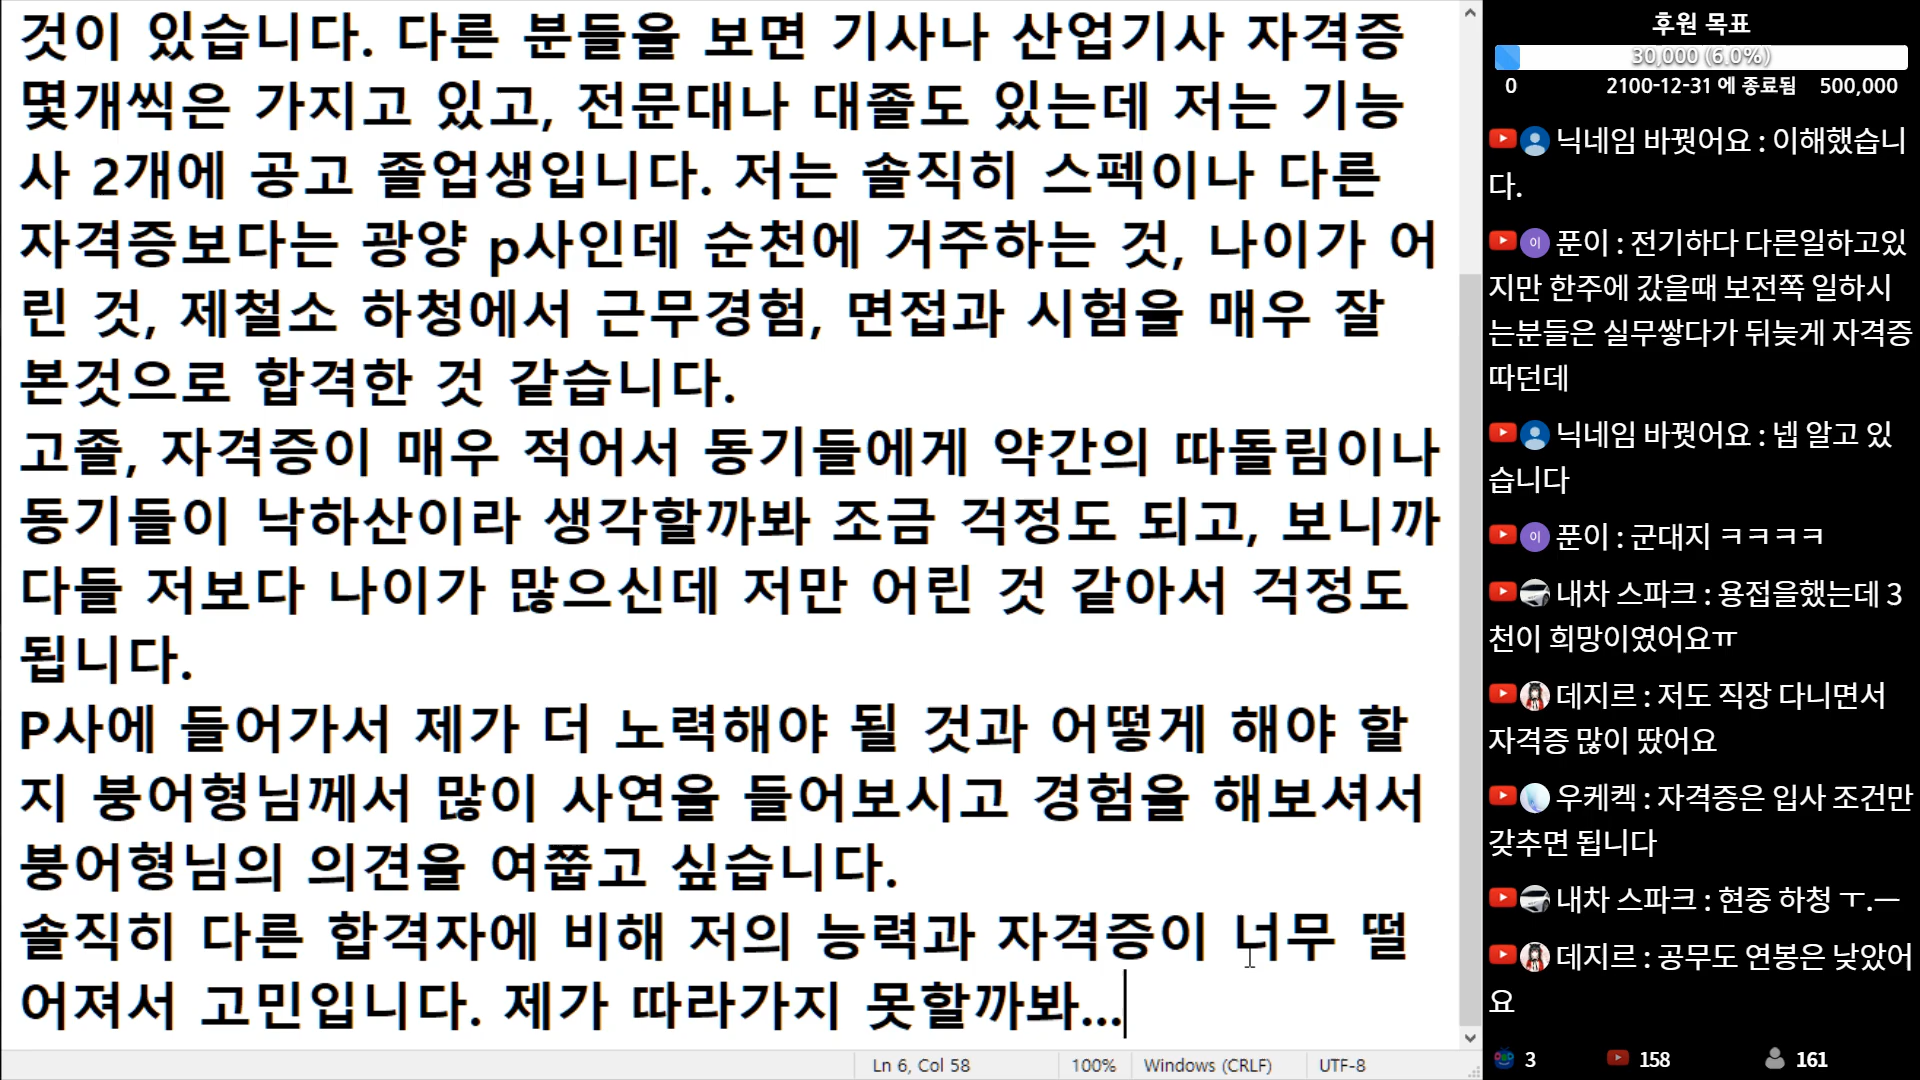 것이 있습니다. 다른 분들을 보면 기사나 산업기사 자격증
몇개씩은 가지고 있고, 전문대나 대졸도 있는데 저는 기능
사 2개에 공고 졸업생입니다. 저는 솔직히 스펙이나 다른
자격증보다는 광양 p사인데 순천에 거주하는 것, 나이가 어
린 것, 제철소 하청에서 근무경험, 면접과 시험을 매우 잘
본것으로 합격한 것 같습니다.
고졸, 자격증이 매우 적어서 동기들에게 약간의 따돌림이나
동기들이 낙하산이라 생각할까봐 조금 걱정도 되고, 보니까
다들 저보다 나이가 많으신데 저만 어린 것 같아서 걱정도
됩니다.
P사에 들어가서 제가 더 노력해야 될 것과 어떻게 해야 할
지 붕어형님께서 많이 사연을 들어보시고 경험을 해보셔서
붕어형님의 의견을 여쭙고 싶습니다.
솔직히 다른 합격자에 비해 저의 능력과 자격증이 너무 떨
어져서 고민입니다. 제가 따라가지 못할까봐...
Ln 6, Col 58
100%
Windows (CRLF)
UTF-8
후원 목표
30,000 (6.0%)
0 2100-12-31 에 종료됨 500,000
닉네임 바꿧어요 : 이해했습니
다.
이 푼이 : 전기하다 다른일하고있
지만 한주에 갔을때 보전쪽 일하시
는분들은 실무쌓다가 뒤늦게 자격증
따던데
닉네임 바꿧어요 : 넵 알고 있
습니다
이 푼이 : 군대지 ㅋㅋㅋㅋ
내차 스파크 : 용접을했는데 3
천이 희망이였어요ㅠ
데지르 : 저도 직장 다니면서
자격증 많이 땄어요
우케켁 : 자격증은 입사 조건만
갖추면 됩니다
내차 스파크 : 현중 하청 ㅜ.ㅡ
데지르 : 공무도 연봉은 낮았어
요
3
158
161